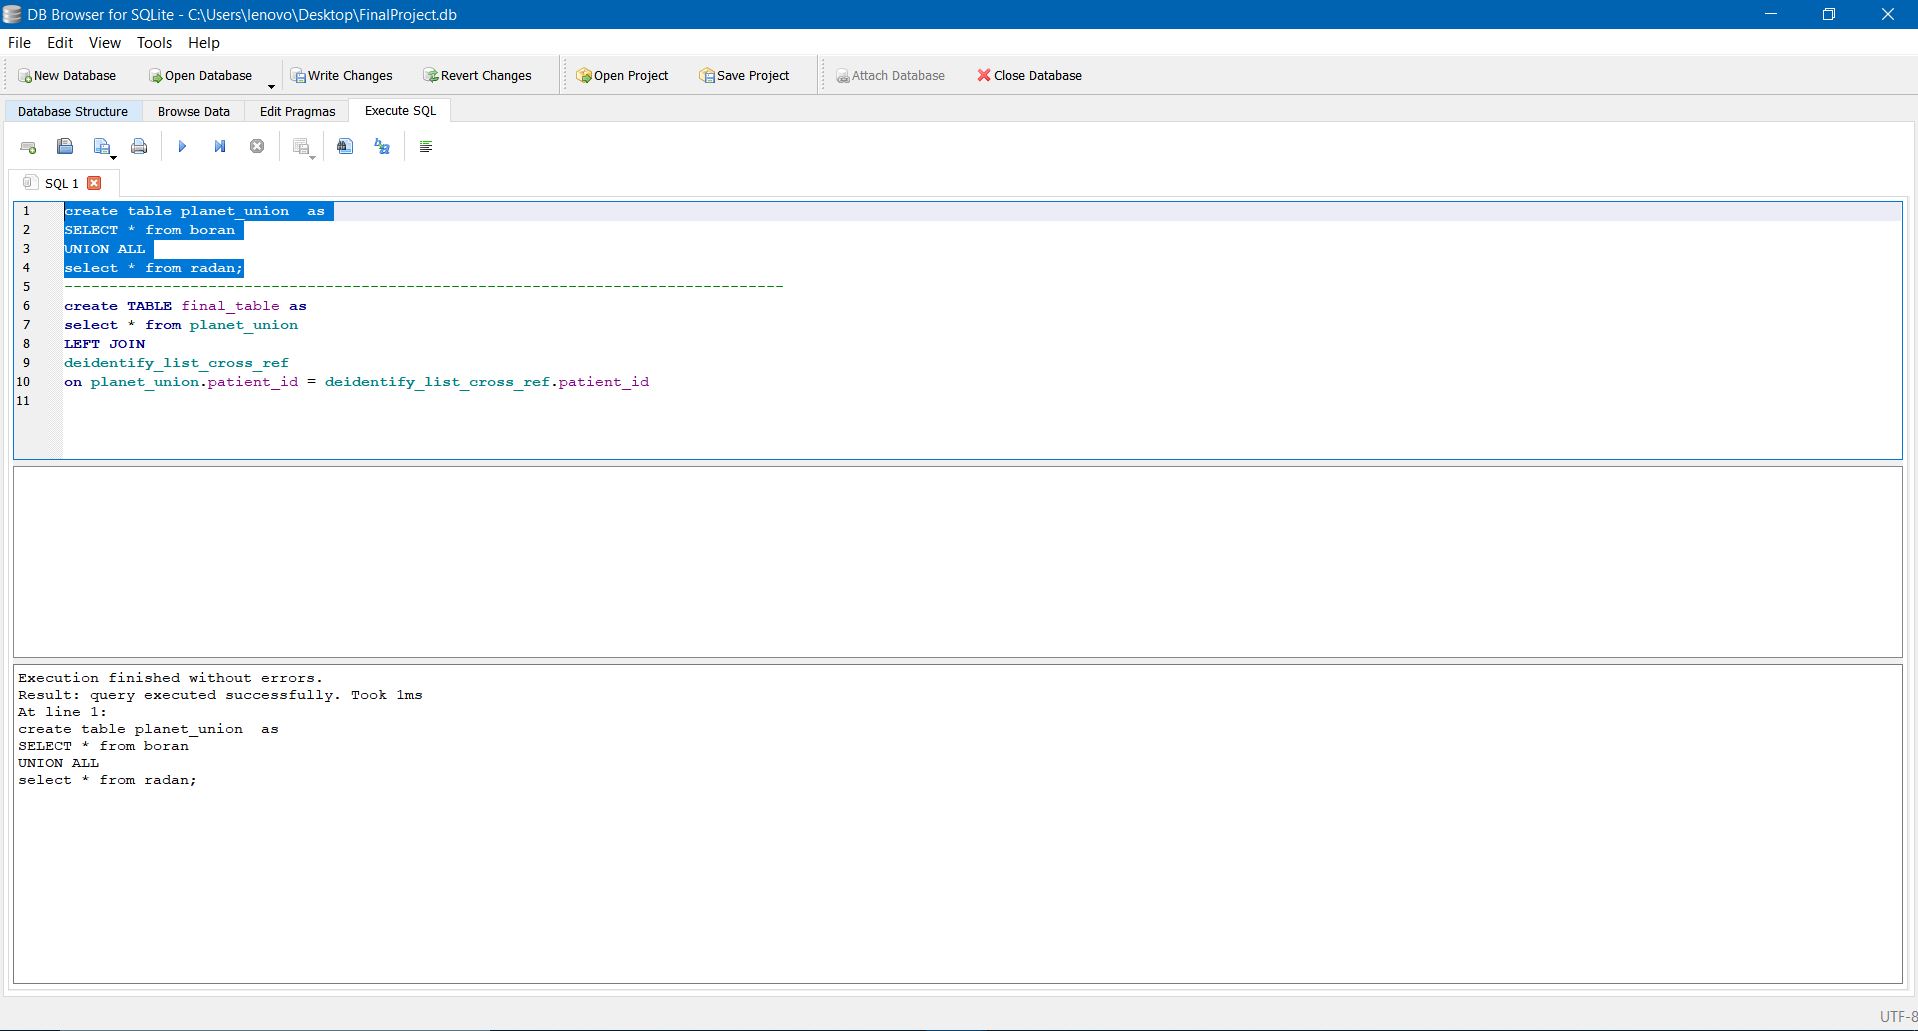 DB Browser for SQLite - C:\Users\lenovo\Desktop\FinalProject.db
File Edit View Tools Help
New Database Open Database Write Changes Revert Changes Open Project Save Project Attach Database Close Database
Database Structure Browse Data Edit Pragmas Execute SQL
SQL 1
1 create table planet_union  as
2 SELECT * from boran
3 UNION ALL
4 select * from radan;
5 --------------------------------------------------------------------------------
6 create TABLE final_table as
7 select * from planet_union
8 LEFT JOIN
9 deidentify_list_cross_ref
10 on planet_union.patient_id = deidentify_list_cross_ref.patient_id
11
Execution finished without errors.
Result: query executed successfully. Took 1ms
At line 1:
create table planet_union  as
SELECT * from boran
UNION ALL
select * from radan;
UTF-8